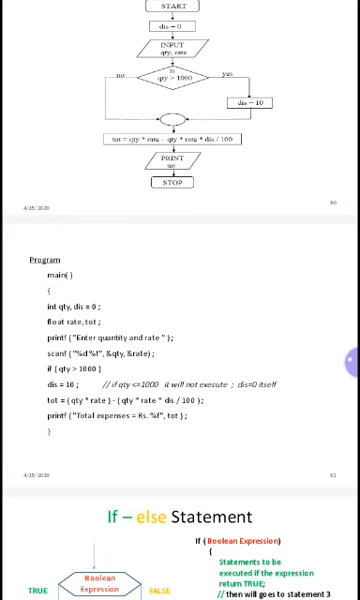 START
dis = 0
INPUT
qty, rate
is
no
qty > 1000
yes
dis = 10
tot = qty * rate - qty * rate * dis / 100
PRINT
tot
STOP
4/15/2020
Program
main( )
{
int qty, dis = 0 ;
float rate, tot ;
printf ( "Enter quantity and rate " ) ;
scanf ( "%d %f", &qty, &rate) ;
if ( qty > 1000 )
dis = 10 ; // if qty <=1000 it will not execute ; dis=0 itself
tot = ( qty * rate ) - ( qty * rate * dis / 100 ) ;
printf ( "Total expenses = Rs. %f", tot ) ;
}
4/15/2020
If – else Statement
If ( Boolean Expression)
{
Statements to be
executed if the expression
return TRUE;
// then will goes to statement 3
Boolean
Expression
TRUE
FALSE